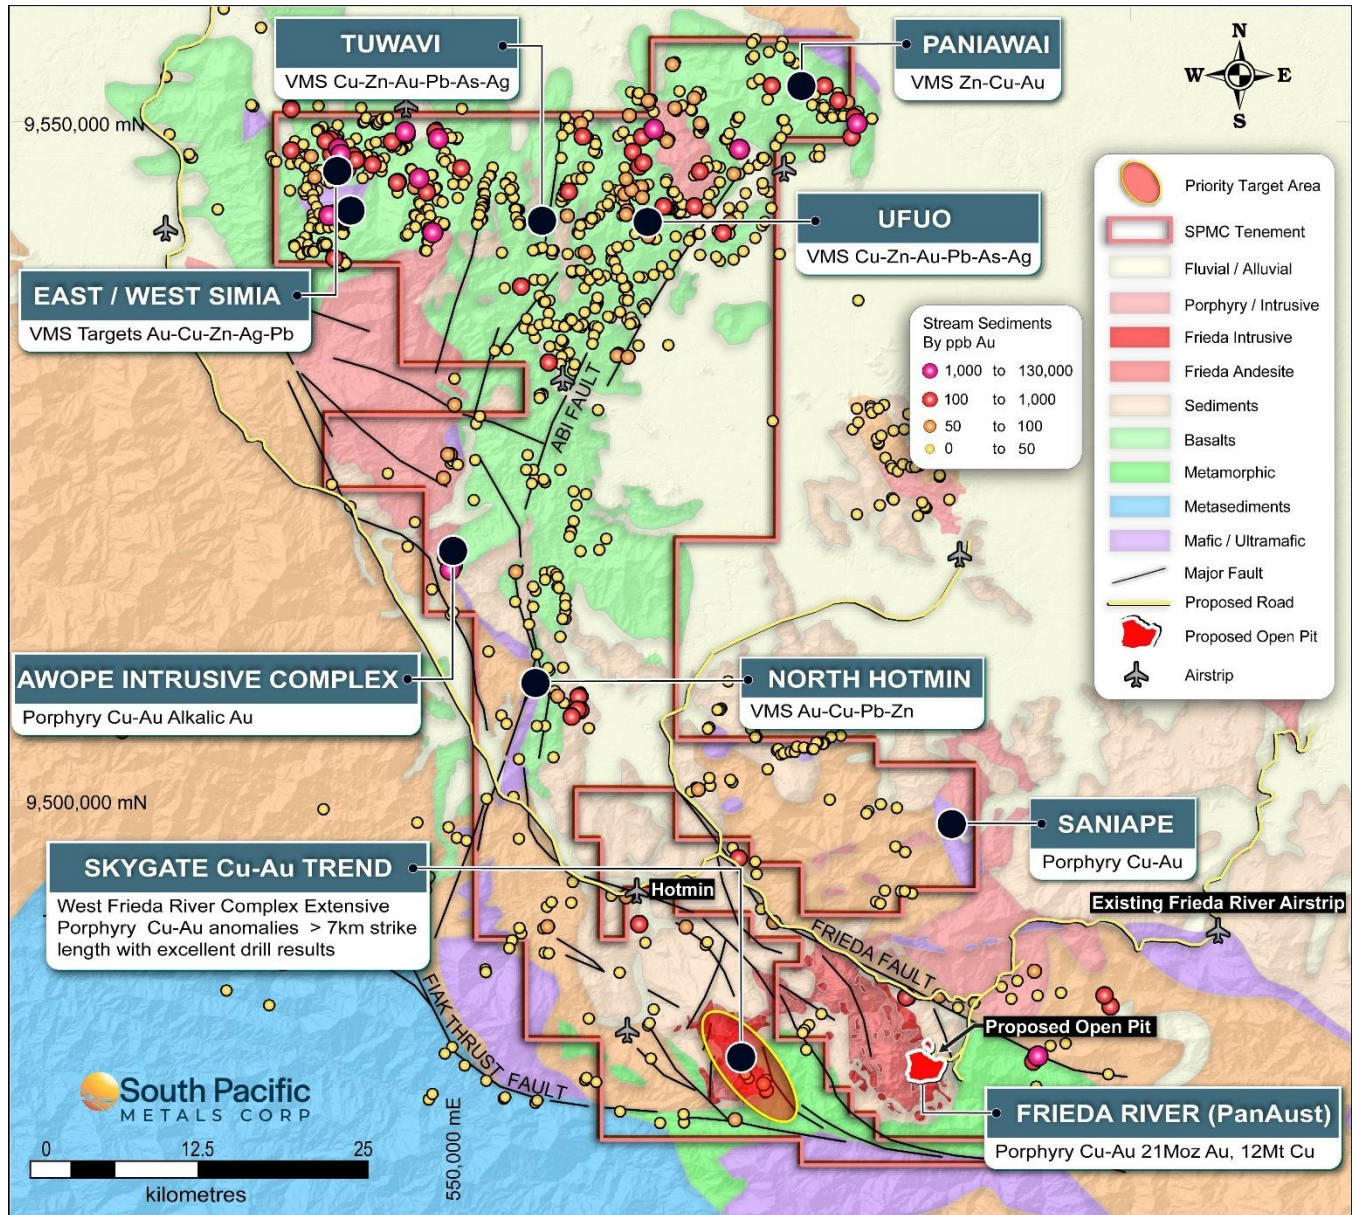 TUWAVI
VMS Cu-Zn-Au-Pb-As-Ag
PANIAWAI
VMS Zn-Cu-Au
N
W
E
S
9,550,000 mN
Priority Target Area
SPMC Tenement
Fluvial / Alluvial
Porphyry / Intrusive
Frieda Intrusive
Frieda Andesite
Sediments
Basalts
Metamorphic
Metasediments
Mafic / Ultramafic
Major Fault
Proposed Road
Proposed Open Pit
Airstrip
UFUO
VMS Cu-Zn-Au-Pb-As-Ag
EAST / WEST SIMIA
VMS Targets Au-Cu-Zn-Ag-Pb
Stream Sediments
By ppb Au
1,000 to 130,000
100 to 1,000
50 to 100
0 to 50
ABI FAULT
AWOPE INTRUSIVE COMPLEX
Porphyry Cu-Au Alkalic Au
NORTH HOTMIN
VMS Au-Cu-Pb-Zn
9,500,000 mN
SANIAPE
Porphyry Cu-Au
SKYGATE Cu-Au TREND
West Frieda River Complex Extensive
Porphyry Cu-Au anomalies > 7km strike
length with excellent drill results
Hotmin
Existing Frieda River Airstrip
FRIEDA FAULT
FIAK THRUST FAULT
Proposed Open Pit
FRIEDA RIVER (PanAust)
Porphyry Cu-Au 21Moz Au, 12Mt Cu
South Pacific
METALS CORP
0 12.5 25
kilometres
550,000 mE